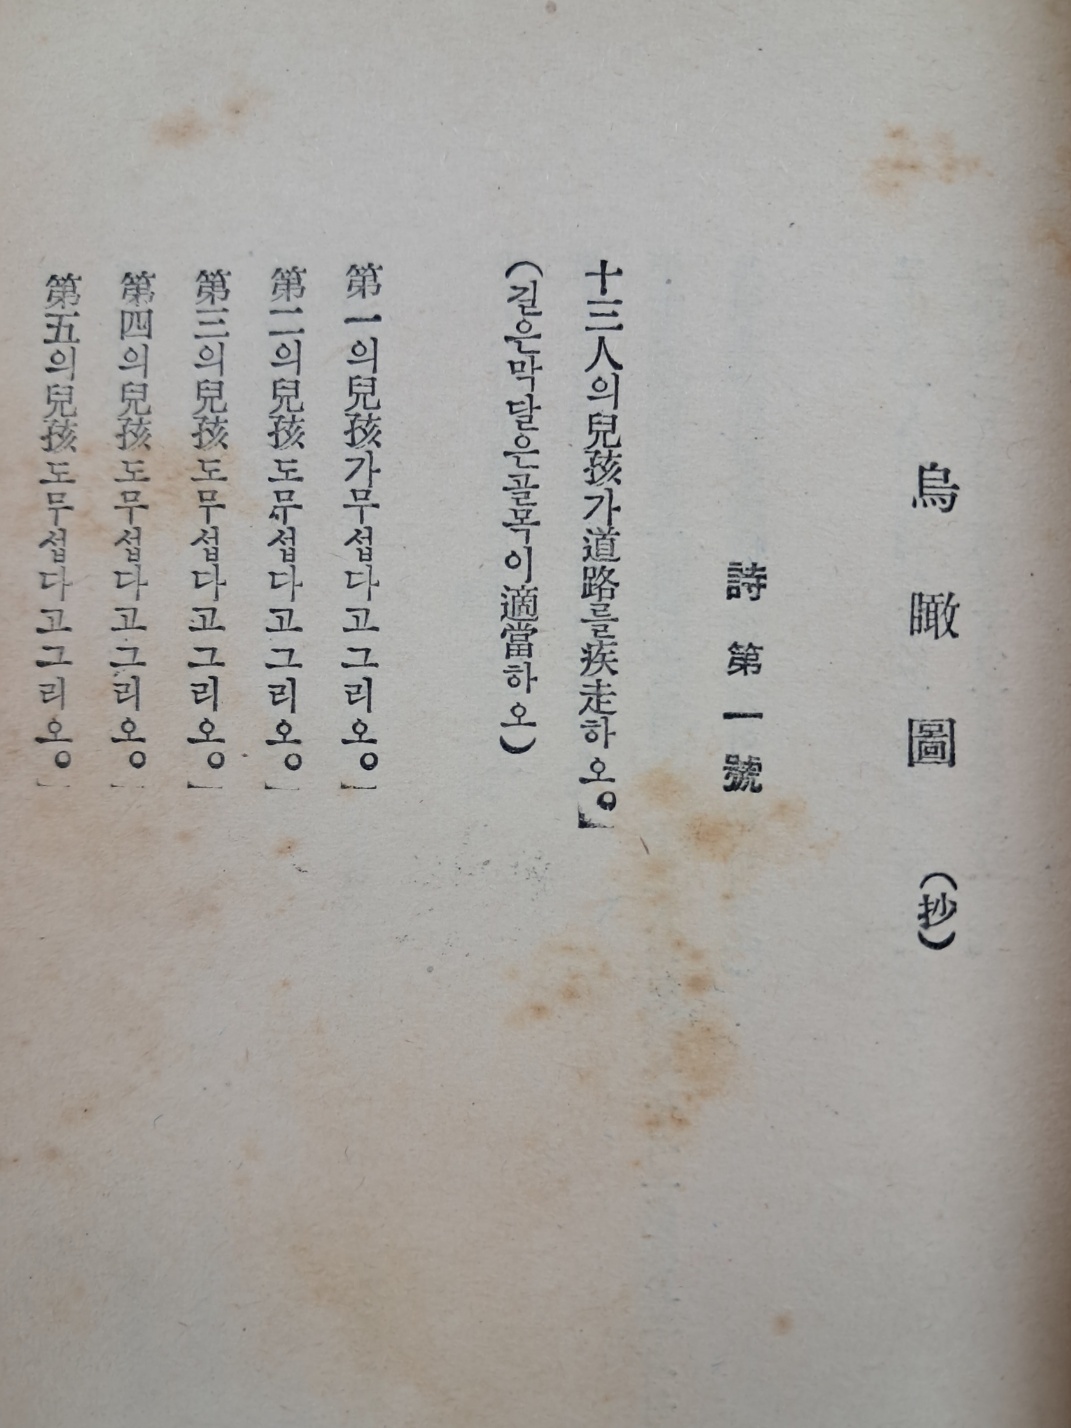 烏瞰圖 (抄)
詩第一號
十三人의兒孩가道路를疾走하오。
(길은막달은골목이適當하오)
第一의兒孩가무섭다고그리오。
第二의兒孩도무섭다고그리오。
第三의兒孩도무섭다고그리오。
第四의兒孩도무섭다고그리오。
第五의兒孩도무섭다고그리오。